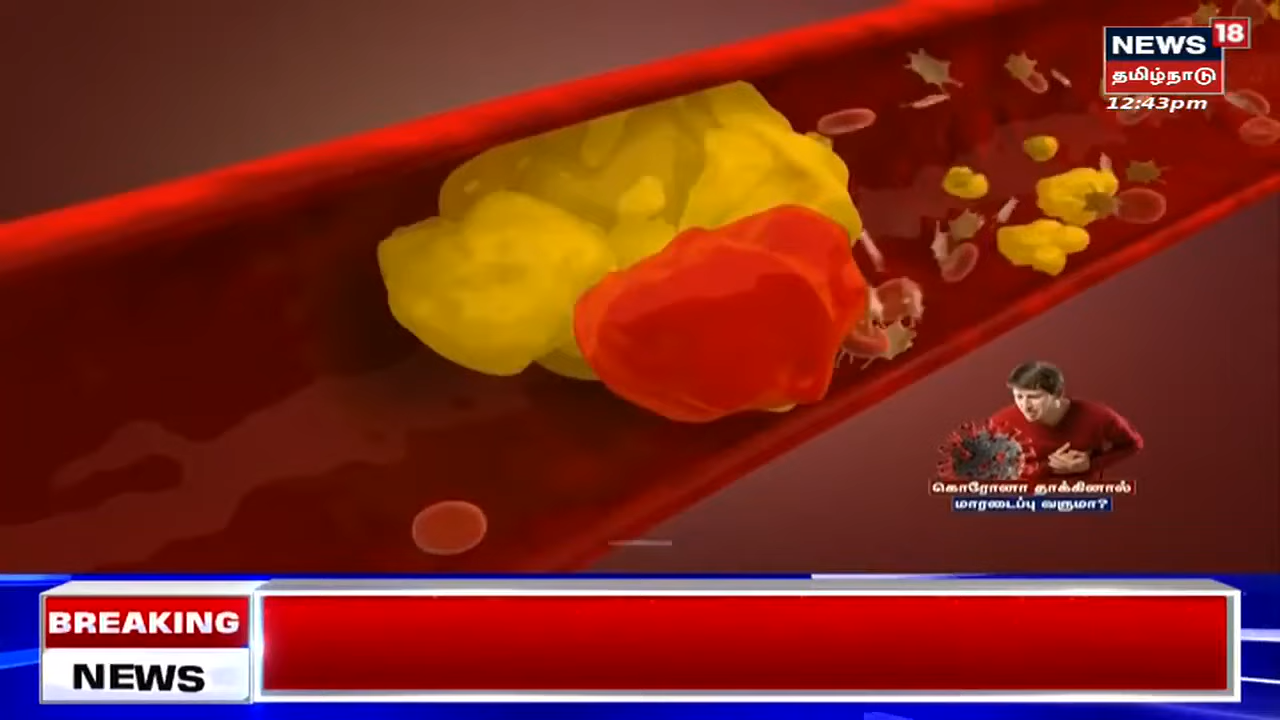 NEWS 18
தமிழ்நாடு
12:43pm
கொரோனா தாக்கினால்
மாரடைப்பு வருமா?
BREAKING
NEWS